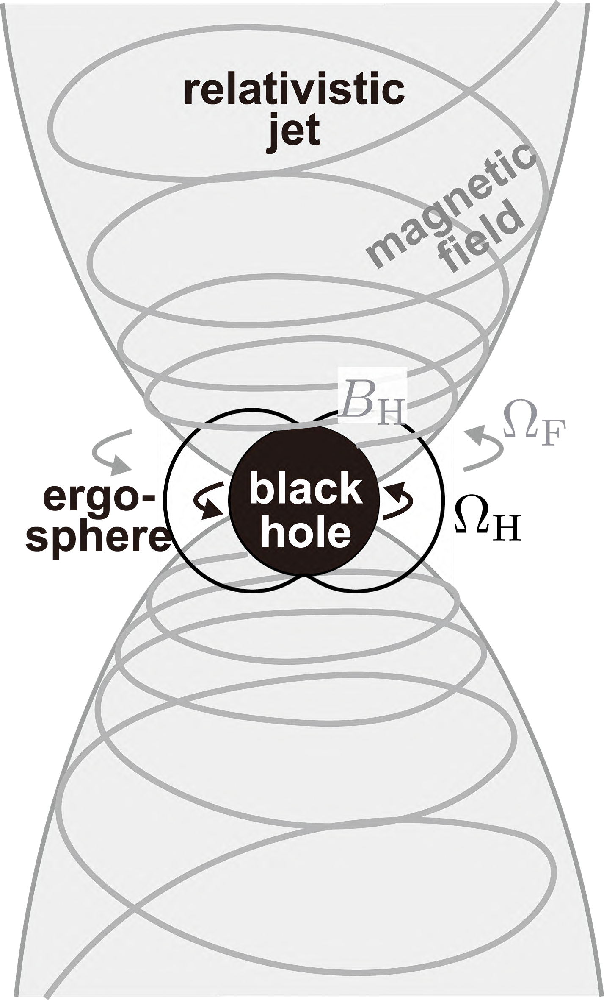 relativistic
jet
magnetic
field
B_H
Ω_F
ergo-
sphere
black
hole
Ω_H